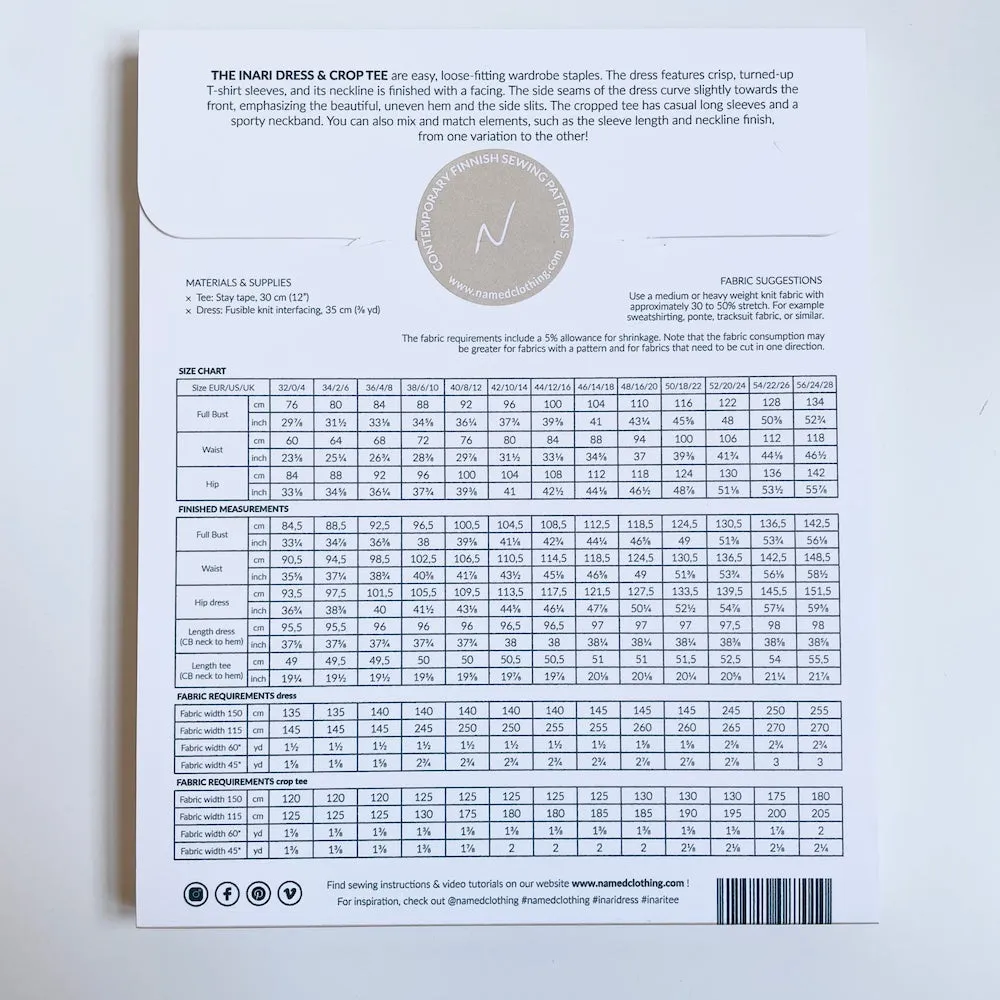 THE INARI DRESS & CROP TEE are easy, loose-fitting wardrobe staples. The dress features crisp, turned-up
T-shirt sleeves, and its neckline is finished with a facing. The side seams of the dress curve slightly towards the
front, emphasizing the beautiful, uneven hem and the side slits. The cropped tee has casual long sleeves and a
sporty neckband. You can also mix and match elements, such as the sleeve length and neckline finish,
from one variation to the other!
CONTEMPORARY FINNISH SEWING PATTERNS
N
www.namedclothing.com
MATERIALS & SUPPLIES
× Tee: Stay tape, 30 cm (12")
× Dress: Fusible knit interfacing, 35 cm (⅜ yd)
FABRIC SUGGESTIONS
Use a medium or heavy weight knit fabric with
approximately 30 to 50% stretch. For example
sweatshirting, ponte, tracksuit fabric, or similar.
The fabric requirements include a 5% allowance for shrinkage. Note that the fabric consumption may
be greater for fabrics with a pattern and for fabrics that need to be cut in one direction.
SIZE CHART
Size EUR/US/UK 32/0/4 34/2/6 36/4/8 38/6/10 40/8/12 42/10/14 44/12/16 46/14/18 48/16/20 50/18/22 52/20/24 54/22/26 56/24/28
Full Bust cm 76 80 84 88 92 96 100 104 110 116 122 128 134
inch 29⅞ 31½ 33⅛ 34⅝ 36¼ 37¾ 39⅜ 41 43¼ 45⅝ 48 50⅜ 52¾
Waist cm 60 64 68 72 76 80 84 88 94 100 106 112 118
inch 23⅝ 25¼ 26¾ 28⅜ 29⅞ 31½ 33⅛ 34⅝ 37 39⅜ 41¾ 44⅛ 46½
Hip cm 84 88 92 96 100 104 108 112 118 124 130 136 142
inch 33⅛ 34⅝ 36¼ 37¾ 39⅜ 41 42½ 44⅛ 46½ 48⅞ 51⅛ 53½ 55⅞
FINISHED MEASUREMENTS
Full Bust cm 84,5 88,5 92,5 96,5 100,5 104,5 108,5 112,5 118,5 124,5 130,5 136,5 142,5
inch 33¼ 34⅞ 36⅜ 38 39⅝ 41⅛ 42¾ 44¼ 46⅝ 49 51⅜ 53¾ 56⅛
Waist cm 90,5 94,5 98,5 102,5 106,5 110,5 114,5 118,5 124,5 130,5 136,5 142,5 148,5
inch 35⅝ 37¼ 38¾ 40⅜ 41⅞ 43½ 45⅛ 46⅝ 49 51⅜ 53¾ 56⅛ 58½
Hip dress cm 93,5 97,5 101,5 105,5 109,5 113,5 117,5 121,5 127,5 133,5 139,5 145,5 151,5
inch 36¾ 38⅜ 40 41½ 43⅛ 44⅝ 46¼ 47⅞ 50¼ 52½ 54⅞ 57¼ 59⅝
Length dress (CB neck to hem) cm 95,5 95,5 96 96 96 96,5 96,5 97 97 97 97,5 98 98
inch 37⅝ 37⅝ 37¾ 37¾ 37¾ 38 38 38¼ 38¼ 38¼ 38⅜ 38⅝ 38⅝
Length tee (CB neck to hem) cm 49 49,5 49,5 50 50 50,5 50,5 51 51 51,5 52,5 54 55,5
inch 19¼ 19½ 19½ 19⅝ 19⅝ 19⅞ 19⅞ 20⅛ 20⅛ 20¼ 20⅝ 21¼ 21⅞
FABRIC REQUIREMENTS dress
Fabric width 150 cm 135 135 140 140 140 140 140 145 145 145 245 250 255
Fabric width 115 cm 145 145 145 245 250 250 255 255 260 260 265 270 270
Fabric width 60" yd 1½ 1½ 1½ 1½ 1½ 1½ 1½ 1½ 1⅝ 1⅝ 2⅝ 2¾ 2¾
Fabric width 45" yd 1⅝ 1⅝ 1⅝ 2¾ 2¾ 2¾ 2¾ 2¾ 2⅞ 2⅞ 2⅞ 3 3
FABRIC REQUIREMENTS crop tee
Fabric width 150 cm 120 120 120 125 125 125 125 125 130 130 130 175 180
Fabric width 115 cm 125 125 125 130 175 180 180 185 185 190 195 200 205
Fabric width 60" yd 1⅜ 1⅜ 1⅜ 1⅜ 1⅜ 1⅜ 1⅜ 1⅜ 1⅜ 1⅜ 1⅜ 1⅞ 2
Fabric width 45" yd 1⅜ 1⅜ 1⅜ 1⅜ 1⅞ 2 2 2 2 2⅛ 2⅛ 2¼ 2¼
Find sewing instructions & video tutorials on our website www.namedclothing.com !
For inspiration, check out @namedclothing #namedclothing #inaridress #inaritee